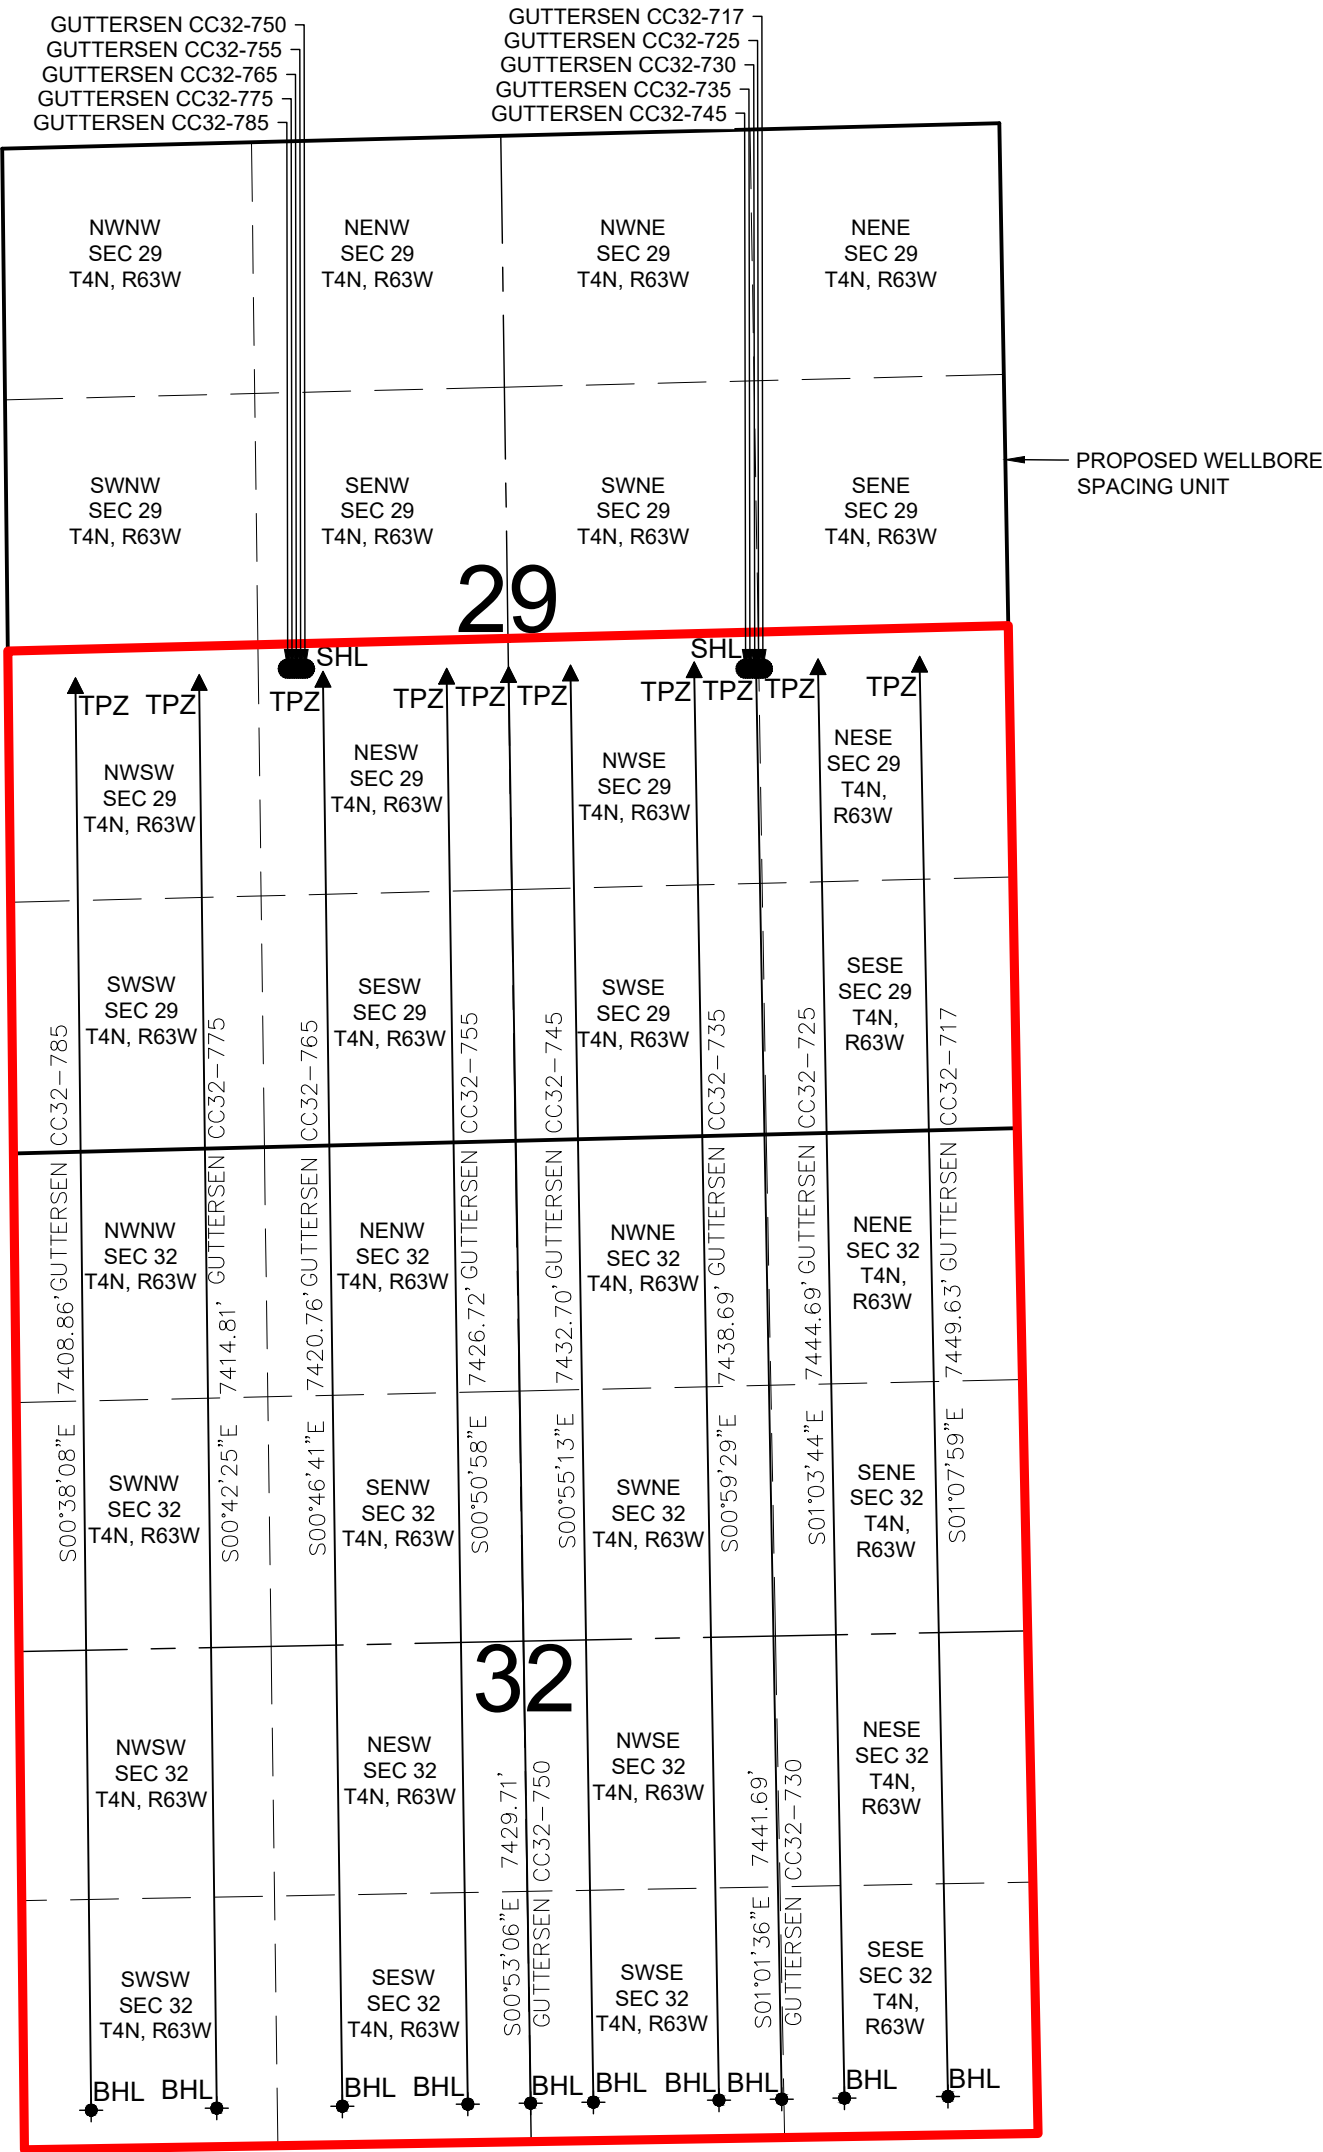 GUTTERSEN CC32-750
GUTTERSEN CC32-755
GUTTERSEN CC32-765
GUTTERSEN CC32-775
GUTTERSEN CC32-785
GUTTERSEN CC32-717
GUTTERSEN CC32-725
GUTTERSEN CC32-730
GUTTERSEN CC32-735
GUTTERSEN CC32-745
NWNW
SEC 29
T4N, R63W
NENW
SEC 29
T4N, R63W
NWNE
SEC 29
T4N, R63W
NENE
SEC 29
T4N, R63W
PROPOSED WELLBORE
SPACING UNIT
SWNW
SEC 29
T4N, R63W
SENW
SEC 29
T4N, R63W
SWNE
SEC 29
T4N, R63W
SENE
SEC 29
T4N, R63W
29
SHL
SHL
TPZ
TPZ
TPZ
TPZ
TPZ
TPZ
TPZ
TPZ
TPZ
TPZ
NWSW
SEC 29
T4N, R63W
NESW
SEC 29
T4N, R63W
NWSE
SEC 29
T4N, R63W
NESE
SEC 29
T4N,
R63W
SWSW
SEC 29
T4N, R63W
SESW
SEC 29
T4N, R63W
SWSE
SEC 29
T4N, R63W
SESE
SEC 29
T4N,
R63W
S00°38'08"E 7408.86' GUTTERSEN CC32-785
S00°42'25"E 7414.81' GUTTERSEN CC32-775
S00°46'41"E 7420.76' GUTTERSEN CC32-765
S00°50'58"E 7426.72' GUTTERSEN CC32-755
S00°55'13"E 7432.70' GUTTERSEN CC32-745
S00°59'29"E 7438.69' GUTTERSEN CC32-735
S01°03'44"E 7444.69' GUTTERSEN CC32-725
S01°07'59"E 7449.63' GUTTERSEN CC32-717
NWNW
SEC 32
T4N, R63W
NENW
SEC 32
T4N, R63W
NWNE
SEC 32
T4N, R63W
NENE
SEC 32
T4N,
R63W
SWNW
SEC 32
T4N, R63W
SENW
SEC 32
T4N, R63W
SWNE
SEC 32
T4N, R63W
SENE
SEC 32
T4N,
R63W
32
NWSW
SEC 32
T4N, R63W
NESW
SEC 32
T4N, R63W
NWSE
SEC 32
T4N, R63W
NESE
SEC 32
T4N,
R63W
S00°53'06"E 7429.71'
GUTTERSEN CC32-750
S01°01'36"E 7441.69'
GUTTERSEN CC32-730
SWSW
SEC 32
T4N, R63W
SESW
SEC 32
T4N, R63W
SWSE
SEC 32
T4N, R63W
SESE
SEC 32
T4N,
R63W
BHL
BHL
BHL
BHL
BHL
BHL
BHL
BHL
BHL
BHL